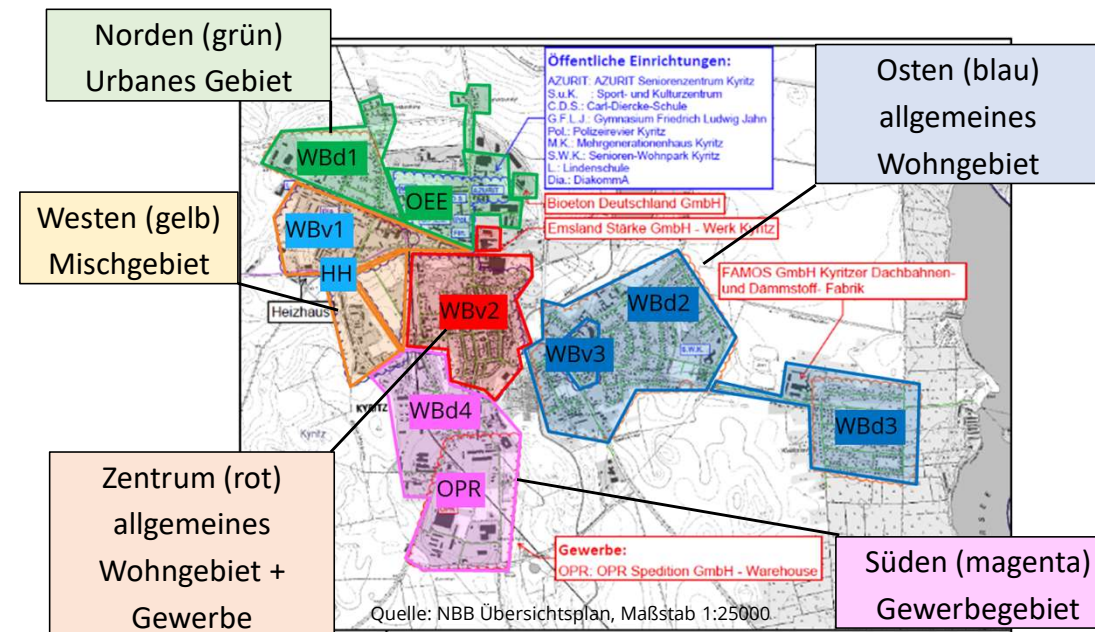 Norden (grün)
Urbanes Gebiet
Öffentliche Einrichtungen:
AZURIT: AZURIT Seniorenzentrum Kyritz
S.u.K. : Sport- und Kulturzentrum
C.D.S.: Carl-Diercke-Schule
G.F.L.J.: Gymnasium Friedrich Ludwig Jahn
Pol.: Polizeirevier Kyritz
M.K.: Mehrgenerationenhaus Kyritz
S.W.K.: Senioren-Wohnpark Kyritz
L.: Lindenschule
Dia.: DiakommA
Osten (blau)
allgemeines
Wohngebiet
WBd1
OEE
AZURIT
Bioeton Deutschland GmbH
Emsland Stärke GmbH - Werk Kyritz
Westen (gelb)
Mischgebiet
WBv1
HH
Heizhaus
FAMOS GmbH Kyritzer Dachbahnen-
und Dämmstoff- Fabrik
WBv2
WBd2
WBv3
S.W.K.
KYRITZ
Kyritz
WBd4
WBd3
OPR
Zentrum (rot)
allgemeines
Wohngebiet +
Gewerbe
Gewerbe:
OPR: OPR Spedition GmbH - Warehouse
Süden (magenta)
Gewerbegebiet
Quelle: NBB Übersichtsplan, Maßstab 1:25000